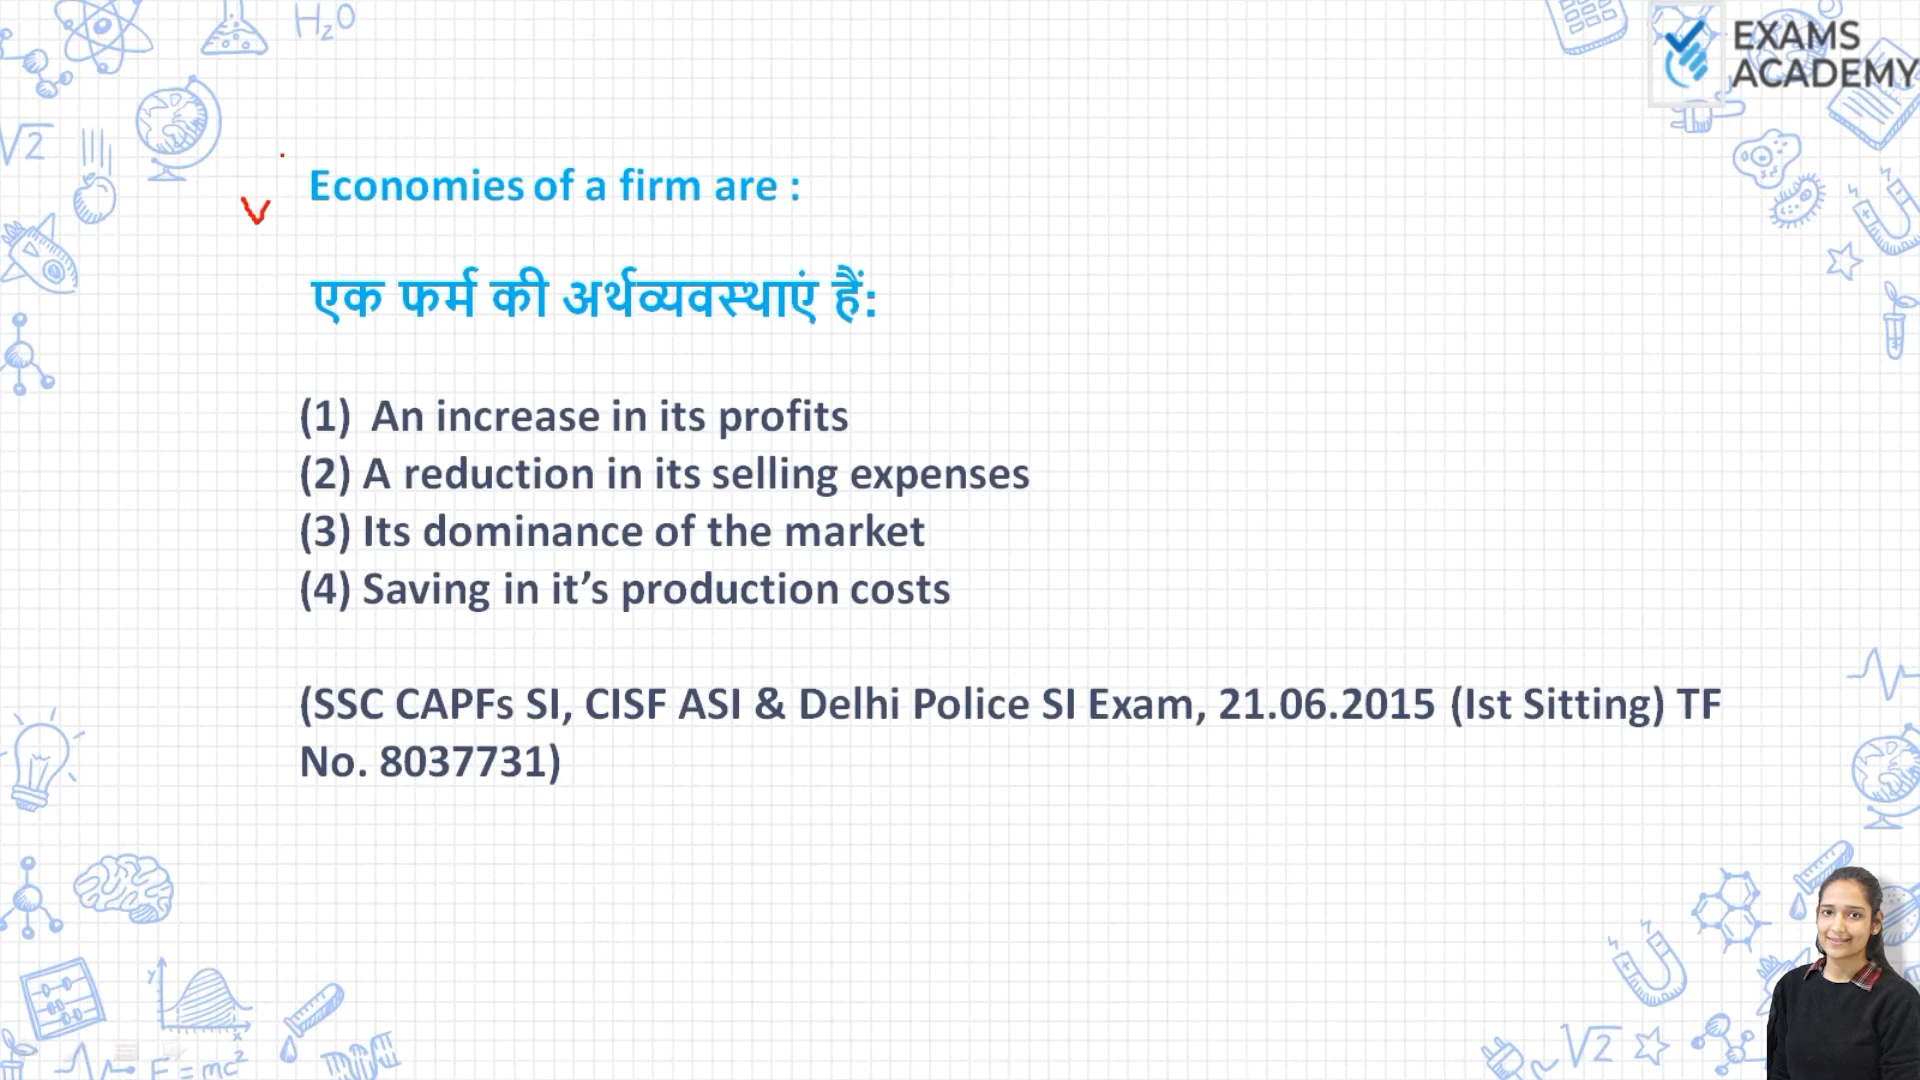 H₂O
EXAMS
ACADEMY
√2
Economies of a firm are :
एक फर्म की अर्थव्यवस्थाएं हैं:
(1) An increase in its profits
(2) A reduction in its selling expenses
(3) Its dominance of the market
(4) Saving in it’s production costs
(SSC CAPFs SI, CISF ASI & Delhi Police SI Exam, 21.06.2015 (Ist Sitting) TF
No. 8037731)
y
x
√2
E=mc²